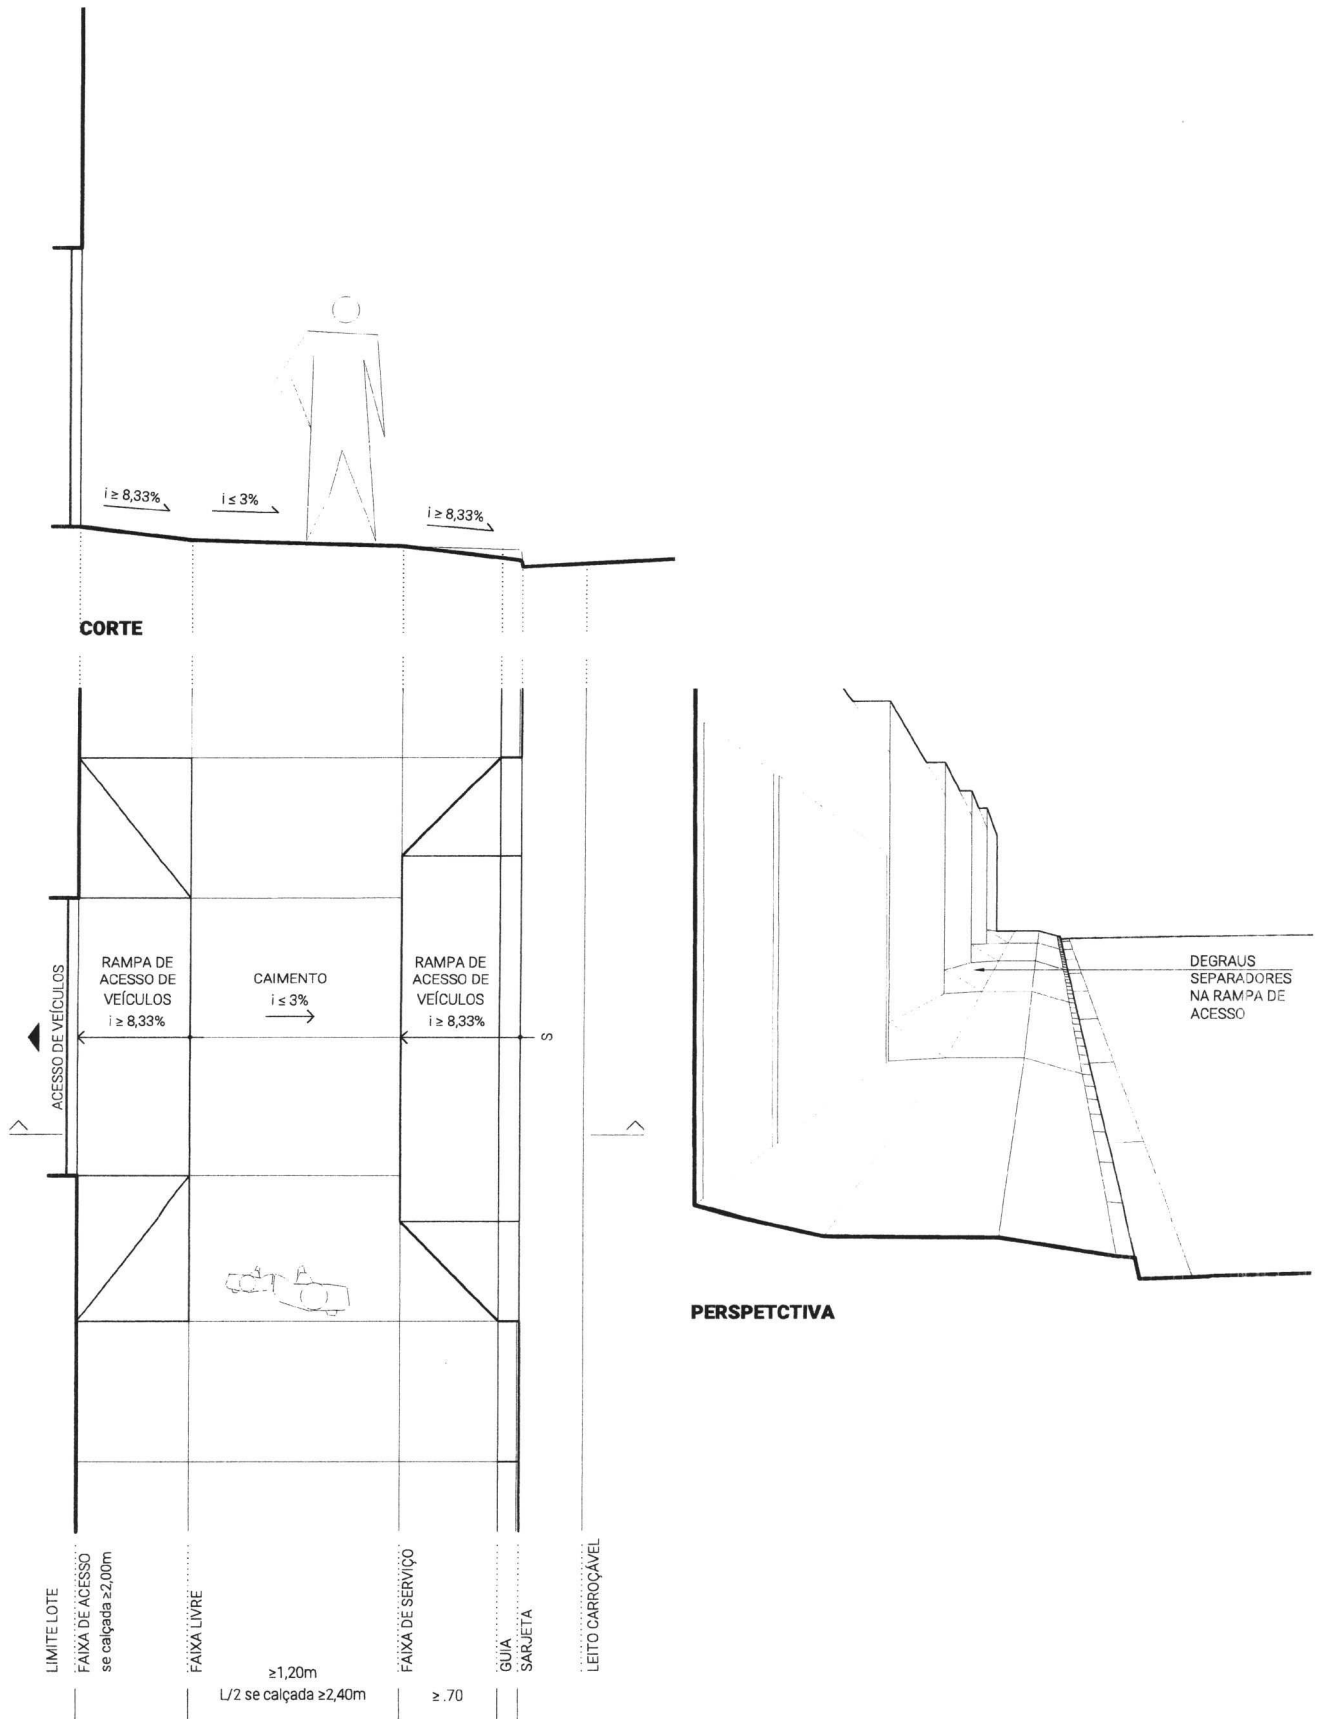 i ≥ 8,33%
i ≤ 3%
i ≥ 8,33%
CORTE
RAMPA DE
ACESSO DE
VEÍCULOS
i ≥ 8,33%
CAIMENTO
i ≤ 3%
RAMPA DE
ACESSO DE
VEÍCULOS
i ≥ 8,33%
S
ACESSO DE VEÍCULOS
DEGRAUS
SEPARADORES
NA RAMPA DE
ACESSO
PERSPETCTIVA
LIMITE LOTE
FAIXA DE ACESSO
se calçada ≥2,00m
FAIXA LIVRE
FAIXA DE SERVIÇO
GUIA
SARJETA
LEITO CARROÇÁVEL
≥1,20m
L/2 se calçada ≥2,40m
≥ .70